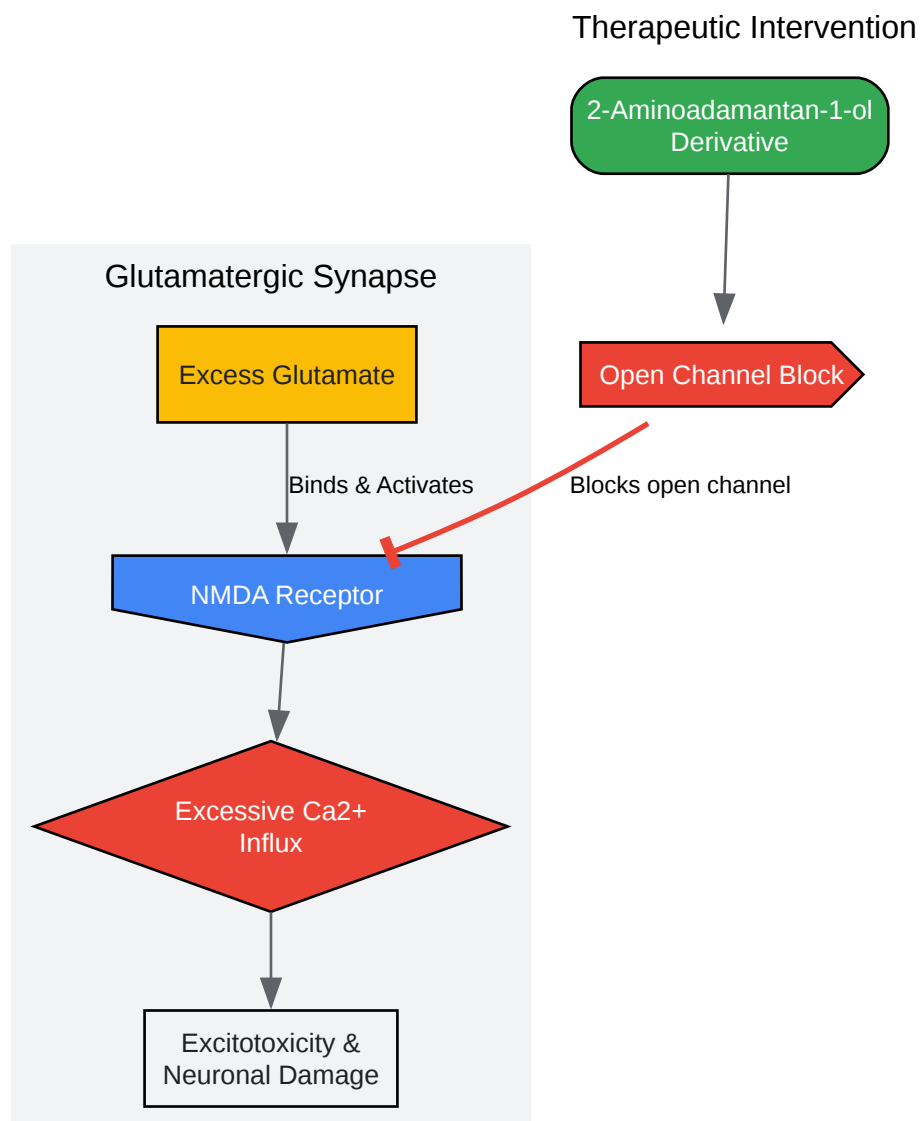 Therapeutic Intervention
2-Aminoadamantan-1-ol
Derivative
Glutamatergic Synapse
Excess Glutamate
Open Channel Block
Binds & Activates
Blocks open channel
NMDA Receptor
Excessive Ca2+
Influx
Excitotoxicity &
Neuronal Damage